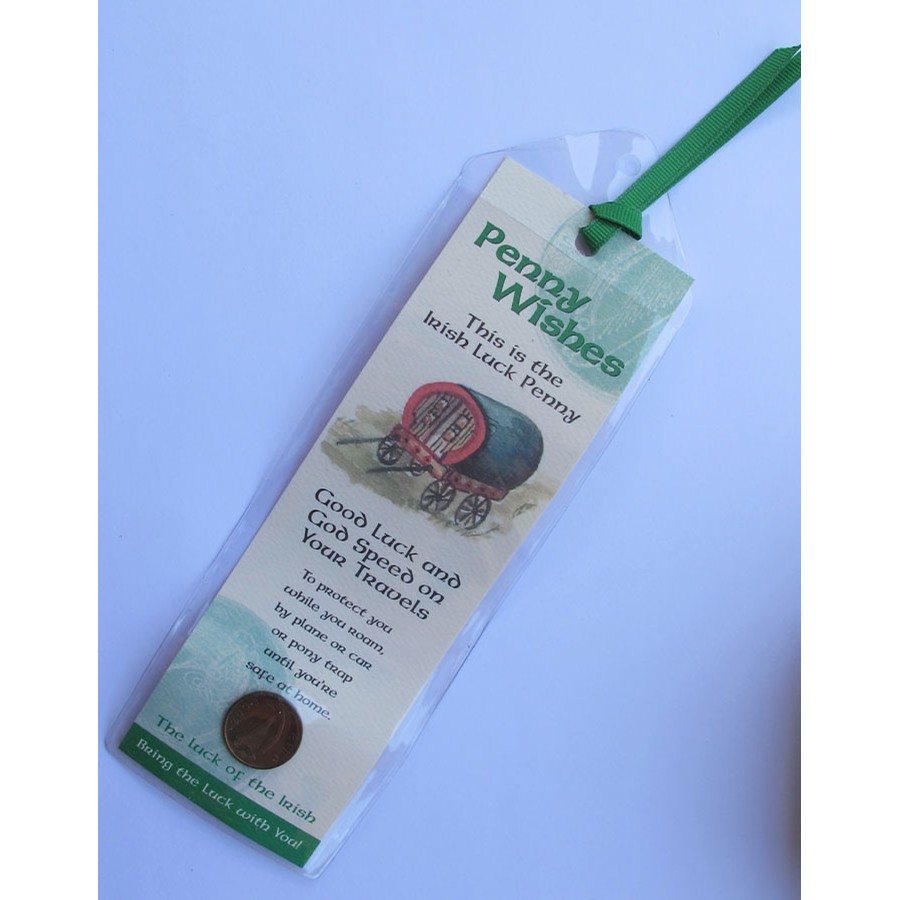 Penny
Wishes
This is the
Irish Luck Penny
Good Luck and
God Speed on
Your Travels
To protect you
while you roam,
by plane or car
or pony trap
until you're
safe at home.
The Luck of the Irish
Bring the Luck with You!